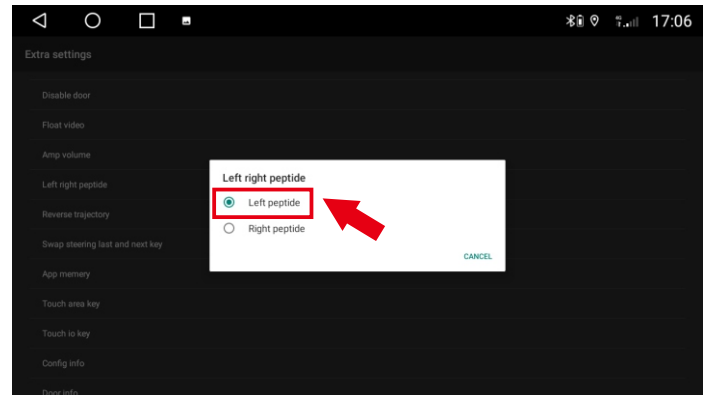 17:06
Extra settings
Disable door
Float video
Amp volume
Left right peptide
Reverse trajectory
Swap steering last and next key
App memery
Touch area key
Touch io key
Config info
Door info
Left right peptide
Left peptide
Right peptide
CANCEL